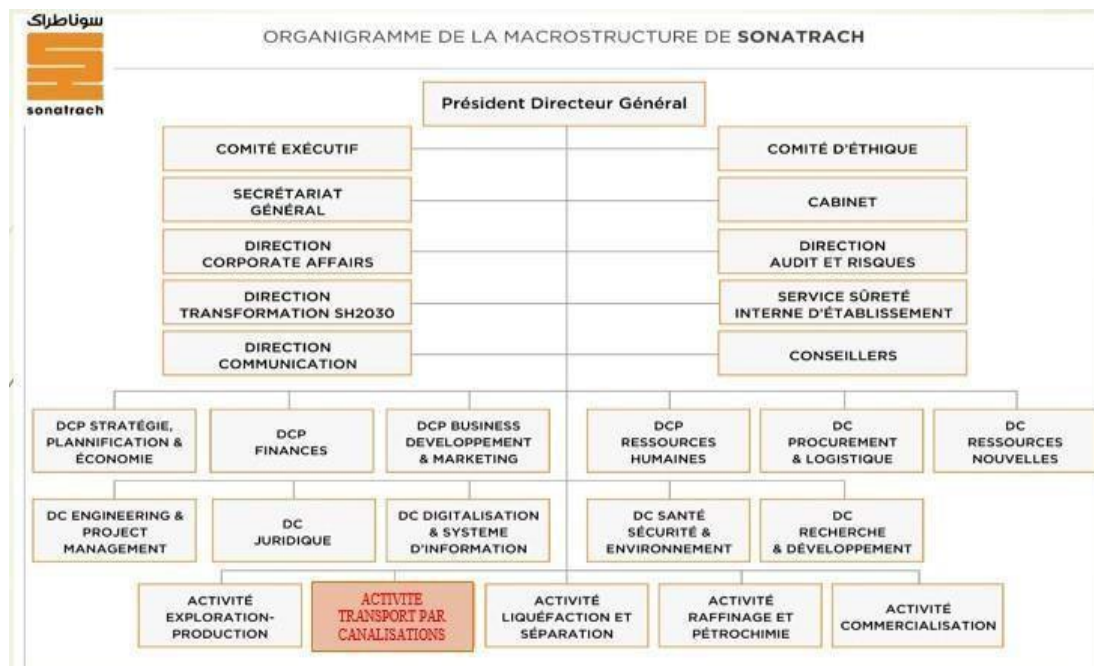 سوناطراك
sonatrach
ORGANIGRAMME DE LA MACROSTRUCTURE DE SONATRACH
Président Directeur Général
COMITÉ EXÉCUTIF
COMITÉ D'ÉTHIQUE
SECRÉTARIAT
GÉNÉRAL
CABINET
DIRECTION
CORPORATE AFFAIRS
DIRECTION
AUDIT ET RISQUES
DIRECTION
TRANSFORMATION SH2030
SERVICE SÛRETÉ
INTERNE D'ÉTABLISSEMENT
DIRECTION
COMMUNICATION
CONSEILLERS
DCP STRATÉGIE,
PLANNIFICATION &
ÉCONOMIE
DCP
FINANCES
DCP BUSINESS
DEVELOPPEMENT
& MARKETING
DCP
RESSOURCES
HUMAINES
DC
PROCUREMENT
& LOGISTIQUE
DC
RESSOURCES
NOUVELLES
DC ENGINEERING &
PROJECT
MANAGEMENT
DC
JURIDIQUE
DC DIGITALISATION
& SYSTEME
D'INFORMATION
DC SANTÉ
SÉCURITÉ &
ENVIRONNEMENT
DC
RECHERCHE
& DÉVELOPPEMENT
ACTIVITÉ
EXPLORATION-
PRODUCTION
ACTIVITE
TRANSPORT PAR
CANALISATIONS
ACTIVITÉ
LIQUÉFACTION ET
SÉPARATION
ACTIVITÉ
RAFFINAGE ET
PÉTROCHIMIE
ACTIVITÉ
COMMERCIALISATION